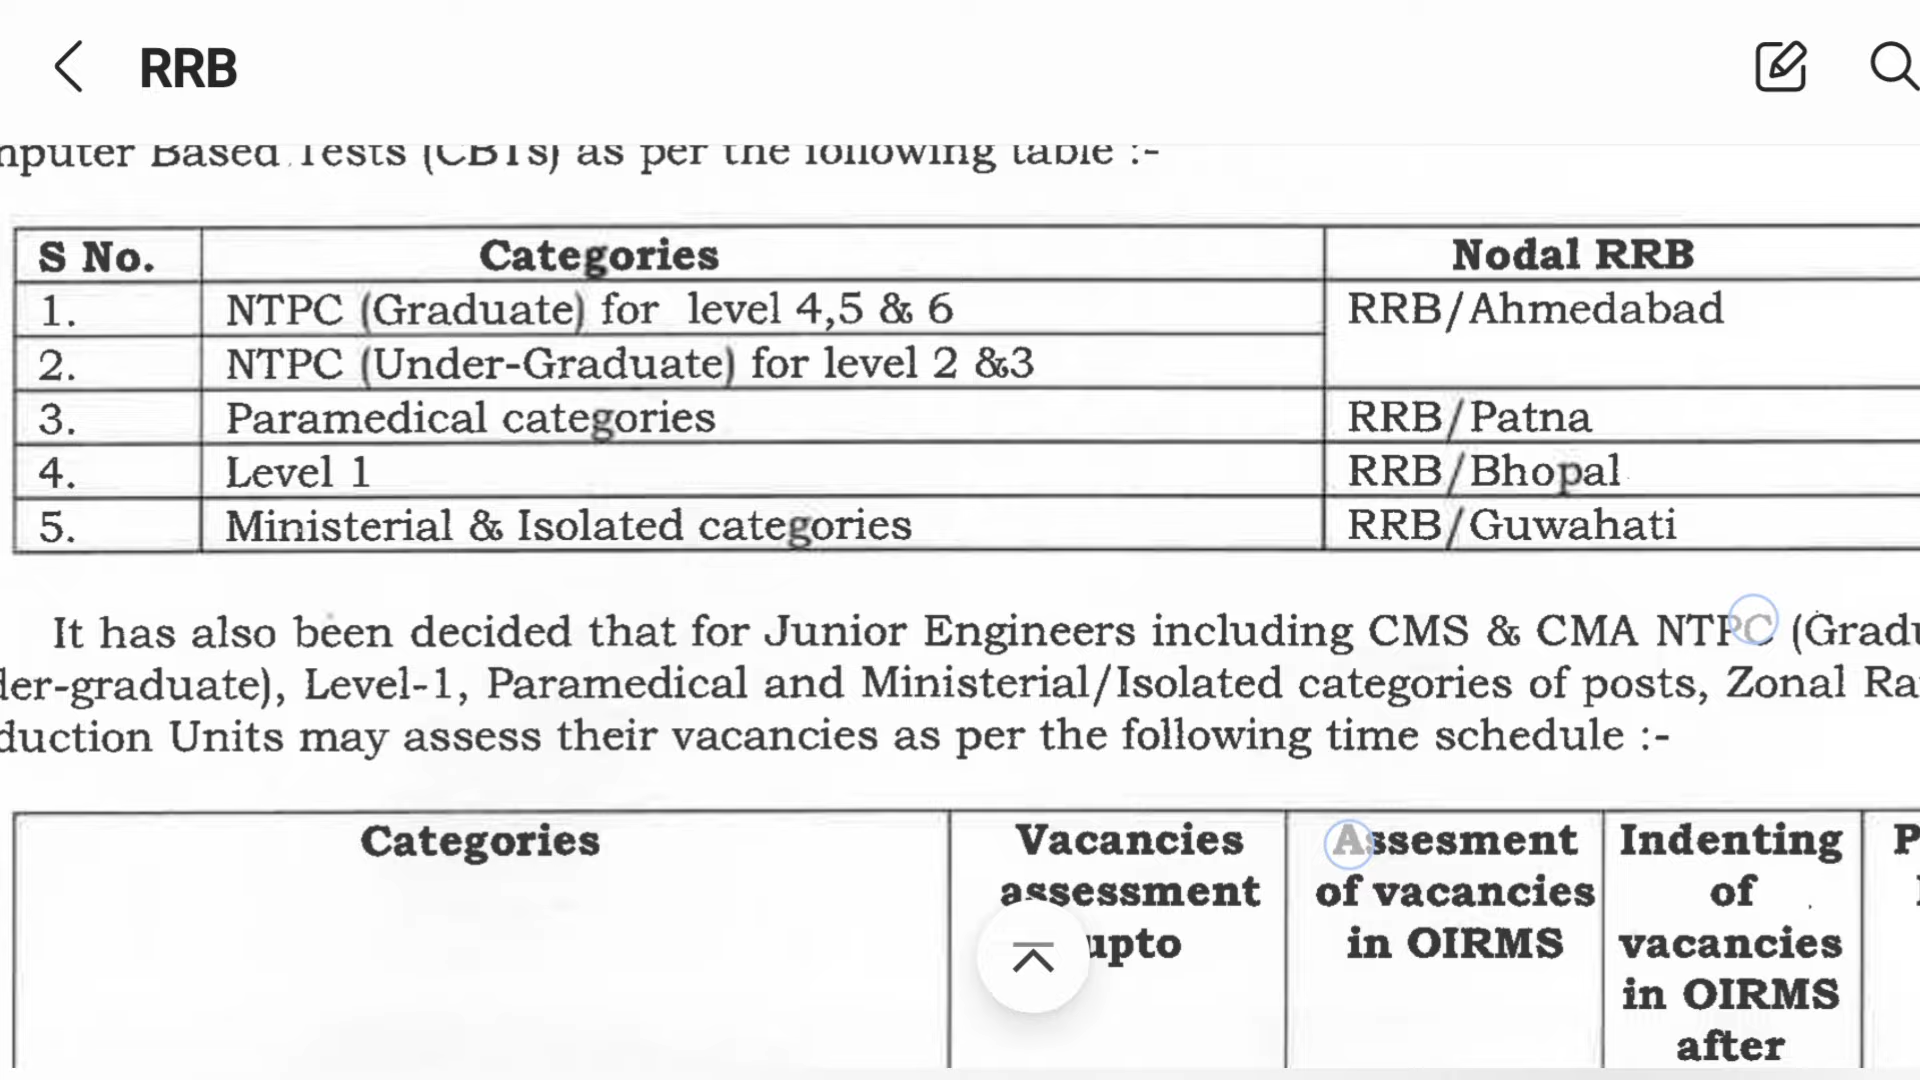 RRB
mputer Based Tests (CBTs) as per the following table :-
S No. Categories Nodal RRB
1. NTPC (Graduate) for level 4,5 & 6 RRB/Ahmedabad
2. NTPC (Under-Graduate) for level 2 &3
3. Paramedical categories RRB/Patna
4. Level 1 RRB/Bhopal
5. Ministerial & Isolated categories RRB/Guwahati
It has also been decided that for Junior Engineers including CMS & CMA NTPC (Gradu
der-graduate), Level-1, Paramedical and Ministerial/Isolated categories of posts, Zonal Ra
duction Units may assess their vacancies as per the following time schedule :-
Categories Vacancies Assesment Indenting
assessment of vacancies of
upto in OIRMS vacancies
in OIRMS
after